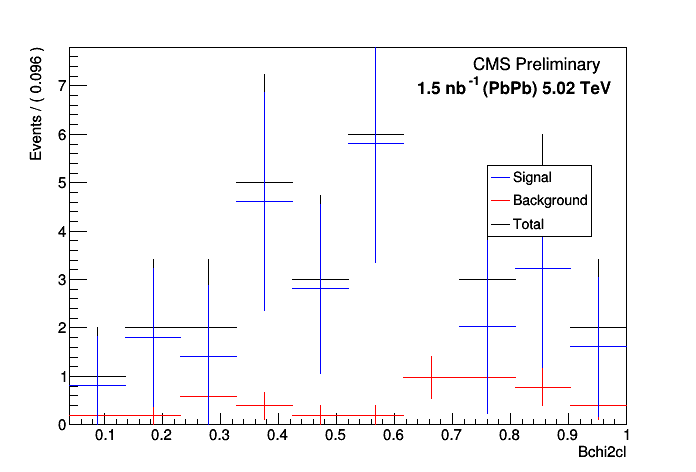 CMS Preliminary
1.5 nb⁻¹ (PbPb) 5.02 TeV
Events / ( 0.096 )
7
6
5
4
3
2
1
0
Signal
Background
Total
0.1 0.2 0.3 0.4 0.5 0.6 0.7 0.8 0.9 1
Bchi2cl